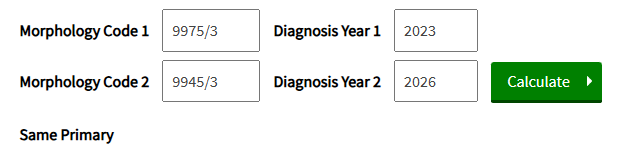 Morphology Code 1 9975/3 Diagnosis Year 1 2023
Morphology Code 2 9945/3 Diagnosis Year 2 2026 Calculate
Same Primary